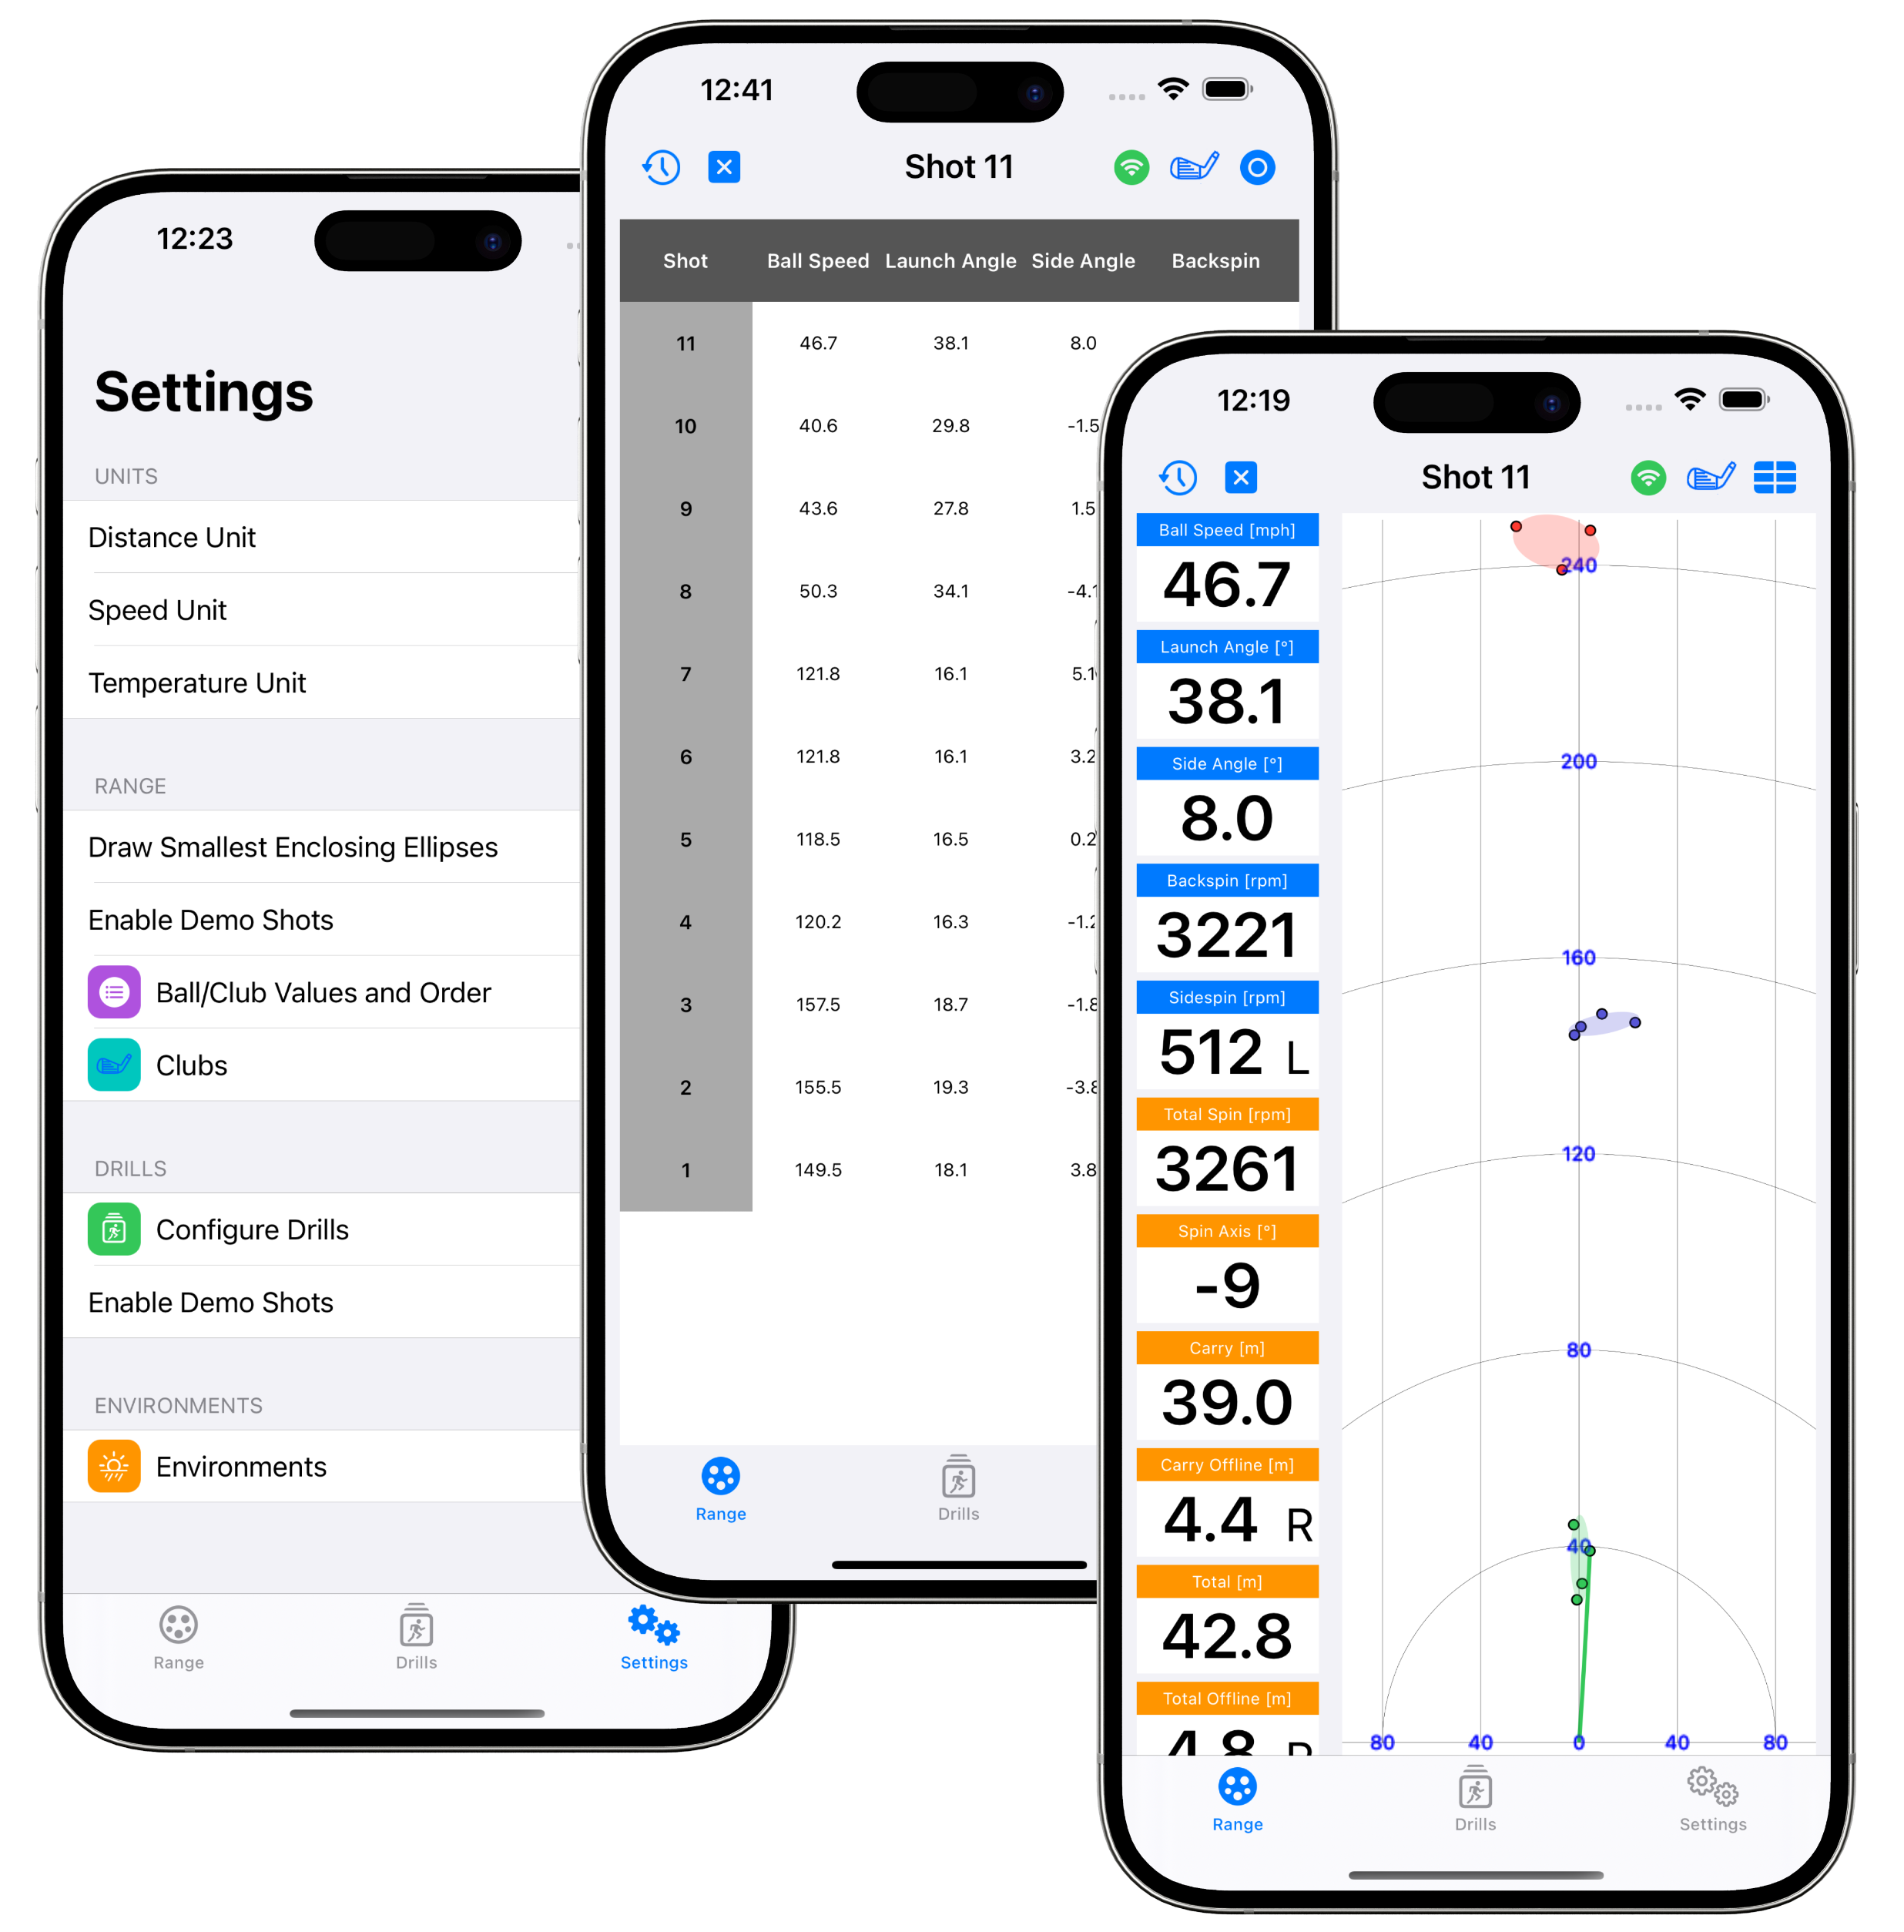 12:23
Settings
UNITS
Distance Unit
Speed Unit
Temperature Unit
RANGE
Draw Smallest Enclosing Ellipses
Enable Demo Shots
Ball/Club Values and Order
Clubs
DRILLS
Configure Drills
Enable Demo Shots
ENVIRONMENTS
Environments
Range Drills Settings
12:41
Shot 11
Shot Ball Speed Launch Angle Side Angle Backspin
11 46.7 38.1 8.0
10 40.6 29.8 -1.5
9 43.6 27.8 1.5
8 50.3 34.1 -4.1
7 121.8 16.1 5.1
6 121.8 16.1 3.2
5 118.5 16.5 0.2
4 120.2 16.3 -1.2
3 157.5 18.7 -1.8
2 155.5 19.3 -3.8
1 149.5 18.1 3.8
Range Drills
12:19
Shot 11
Ball Speed [mph]
46.7
Launch Angle [°]
38.1
Side Angle [°]
8.0
Backspin [rpm]
3221
Sidespin [rpm]
512 L
Total Spin [rpm]
3261
Spin Axis [°]
-9
Carry [m]
39.0
Carry Offline [m]
4.4 R
Total [m]
42.8
Total Offline [m]
4.8 R
240
200
160
120
80
40
80 40 0 40 80
Range Drills Settings